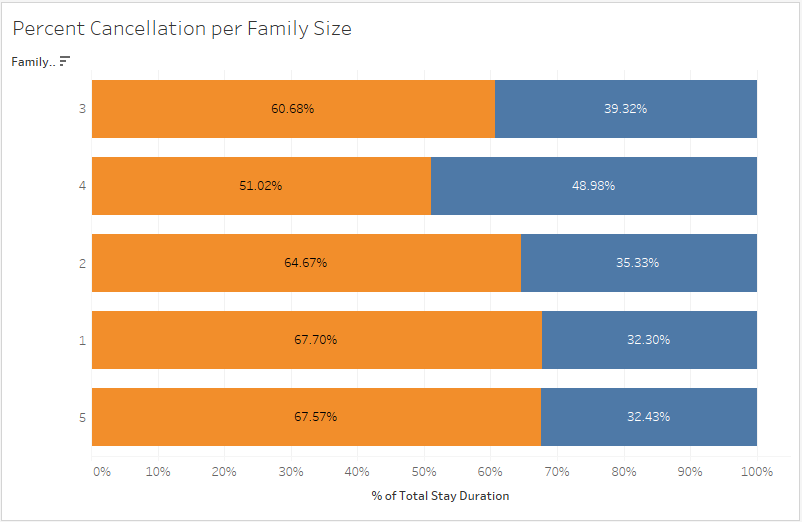 Percent Cancellation per Family Size
Family..
3 60.68% 39.32%
4 51.02% 48.98%
2 64.67% 35.33%
1 67.70% 32.30%
5 67.57% 32.43%
0% 10% 20% 30% 40% 50% 60% 70% 80% 90% 100%
% of Total Stay Duration